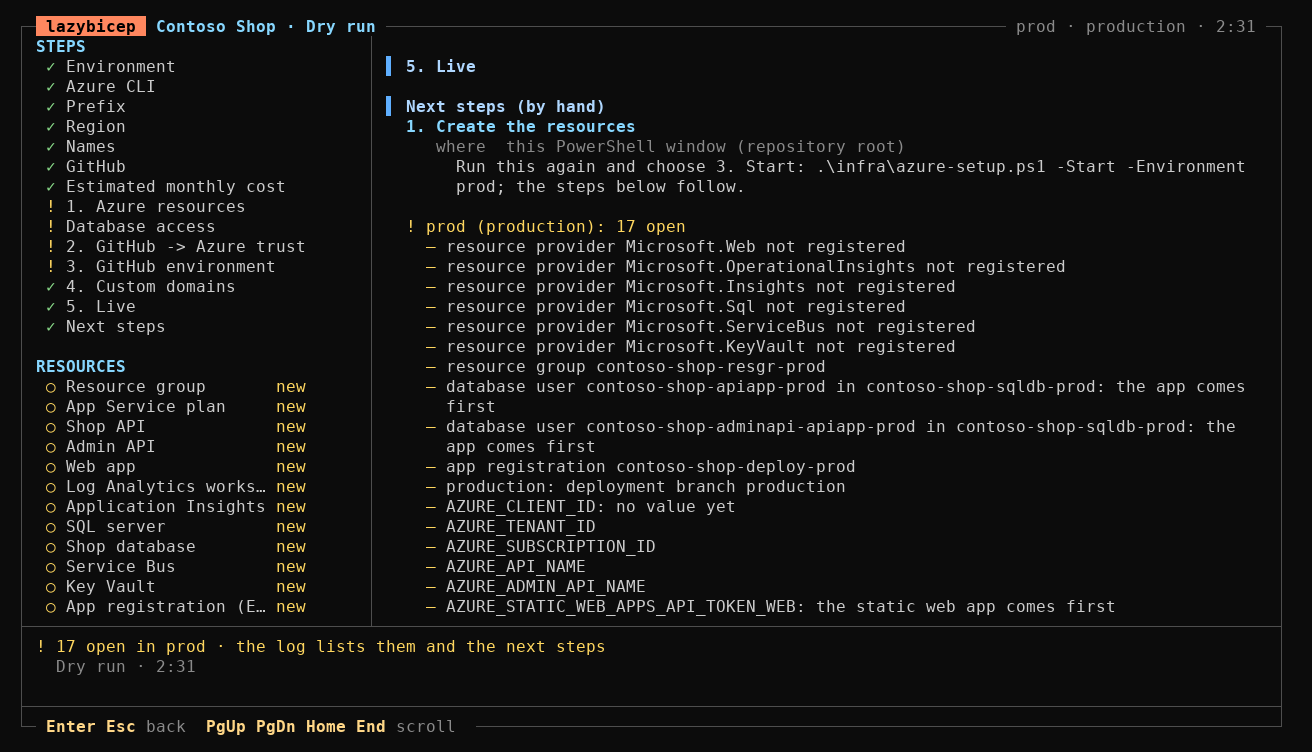 lazybicep Contoso Shop · Dry run prod · production · 2:31
STEPS
✓ Environment
✓ Azure CLI
✓ Prefix
✓ Region
✓ Names
✓ GitHub
✓ Estimated monthly cost
! 1. Azure resources
! Database access
! 2. GitHub -> Azure trust
! 3. GitHub environment
✓ 4. Custom domains
✓ 5. Live
✓ Next steps
RESOURCES
○ Resource group new
○ App Service plan new
○ Shop API new
○ Admin API new
○ Web app new
○ Log Analytics works… new
○ Application Insights new
○ SQL server new
○ Shop database new
○ Service Bus new
○ Key Vault new
○ App registration (E… new
5. Live
Next steps (by hand)
1. Create the resources
where this PowerShell window (repository root)
Run this again and choose 3. Start: .\infra\azure-setup.ps1 -Start -Environment
prod; the steps below follow.
! prod (production): 17 open
– resource provider Microsoft.Web not registered
– resource provider Microsoft.OperationalInsights not registered
– resource provider Microsoft.Insights not registered
– resource provider Microsoft.Sql not registered
– resource provider Microsoft.ServiceBus not registered
– resource provider Microsoft.KeyVault not registered
– resource group contoso-shop-resgr-prod
– database user contoso-shop-apiapp-prod in contoso-shop-sqldb-prod: the app comes
first
– database user contoso-shop-adminapi-apiapp-prod in contoso-shop-sqldb-prod: the
app comes first
– app registration contoso-shop-deploy-prod
– production: deployment branch production
– AZURE_CLIENT_ID: no value yet
– AZURE_TENANT_ID
– AZURE_SUBSCRIPTION_ID
– AZURE_API_NAME
– AZURE_ADMIN_API_NAME
– AZURE_STATIC_WEB_APPS_API_TOKEN_WEB: the static web app comes first
! 17 open in prod · the log lists them and the next steps
Dry run · 2:31
Enter Esc back PgUp PgDn Home End scroll